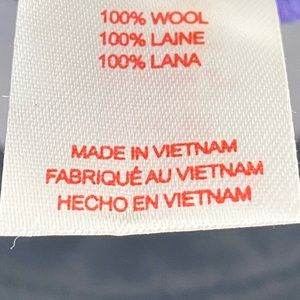 100% WOOL
100% LAINE
100% LANA
MADE IN VIETNAM
FABRIQUÉ AU VIETNAM
HECHO EN VIETNAM